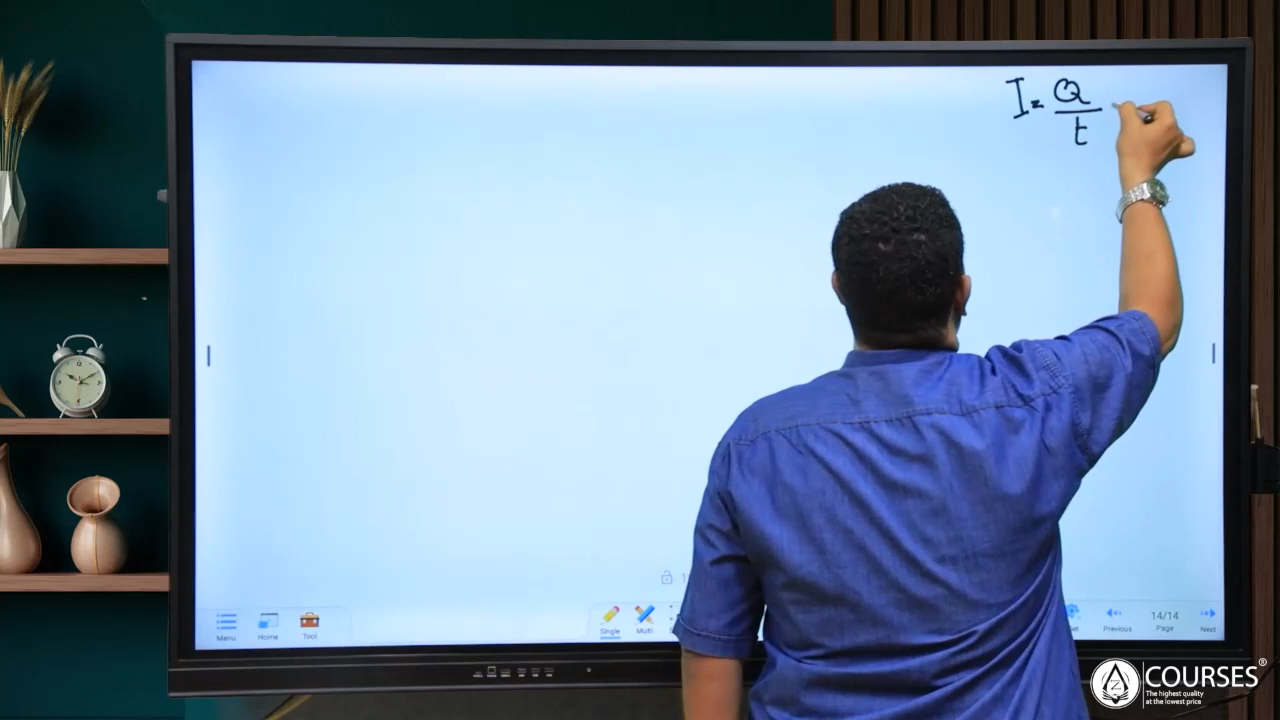 I = Q/t
Menu
Home
Tool
Single
Multi
Previous
14/14
Page
Next
COURSES®
The highest quality
at the lowest price